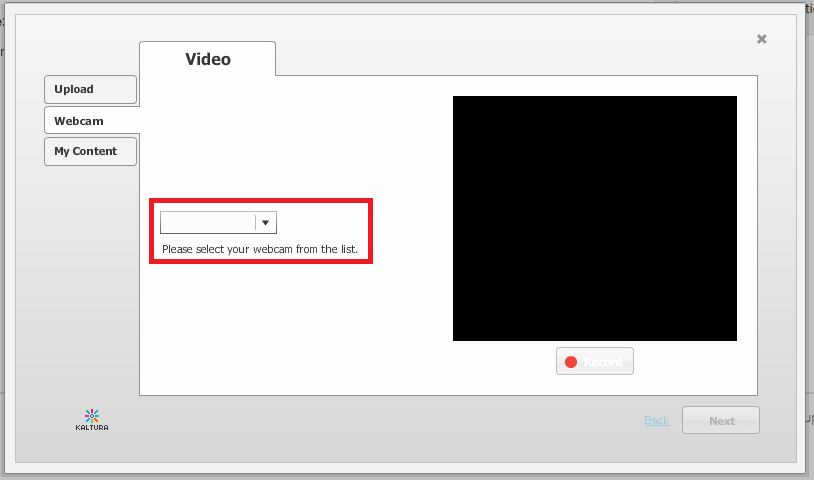 Video
Upload
Webcam
My Content
Please select your webcam from the list.
Record
KALTURA
Back
Next